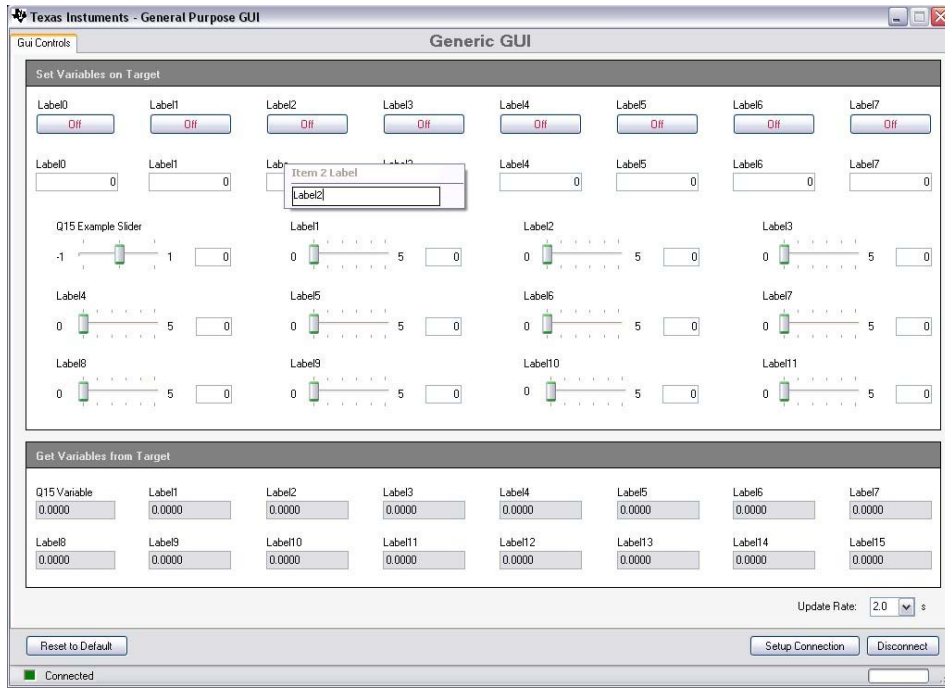 Texas Instuments - General Purpose GUI
Gui Controls
Generic GUI
Set Variables on Target
Label0 Label1 Label2 Label3 Label4 Label5 Label6 Label7
Off Off Off Off Off Off Off Off
Label0 Label1 Label4 Label5 Label6 Label7
0 0 0 0 0 0
Item 2 Label
Label2
Q15 Example Slider Label1 Label2 Label3
-1 1 0 0 5 0 0 5 0 0 5 0
Label4 Label5 Label6 Label7
0 5 0 0 5 0 0 5 0 0 5 0
Label8 Label9 Label10 Label11
0 5 0 0 5 0 0 5 0 0 5 0
Get Variables from Target
Q15 Variable Label1 Label2 Label3 Label4 Label5 Label6 Label7
0.0000 0.0000 0.0000 0.0000 0.0000 0.0000 0.0000 0.0000
Label8 Label9 Label10 Label11 Label12 Label13 Label14 Label15
0.0000 0.0000 0.0000 0.0000 0.0000 0.0000 0.0000 0.0000
Update Rate: 2.0 s
Reset to Default Setup Connection Disconnect
Connected